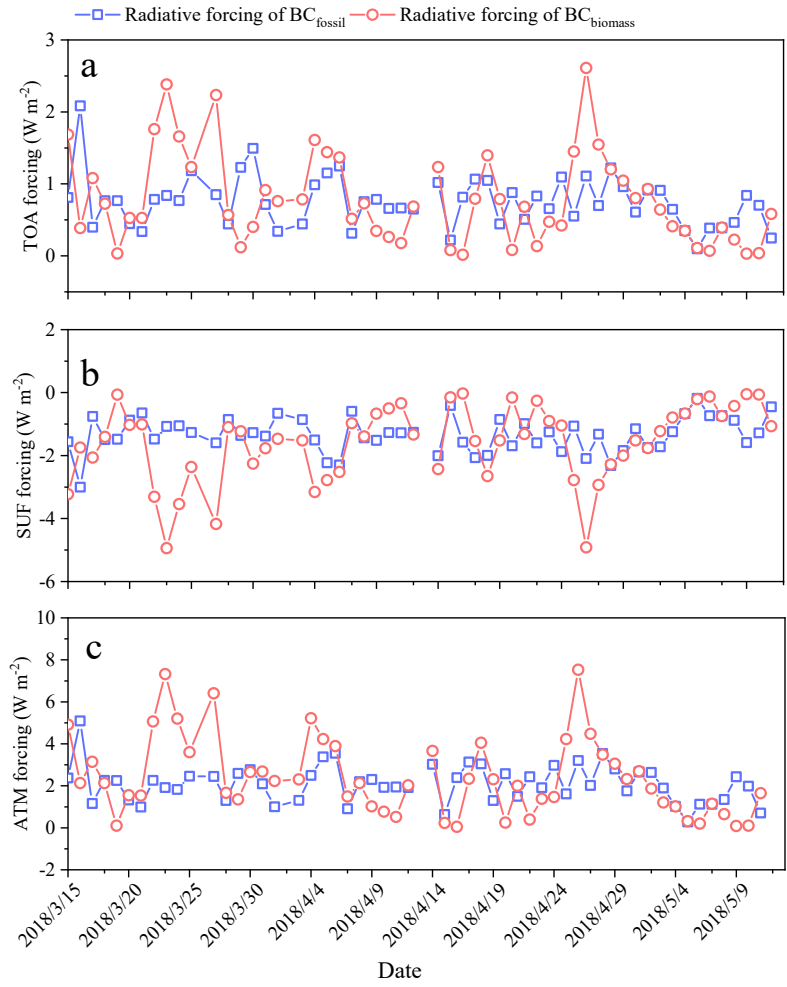 Radiative forcing of BCfossil Radiative forcing of BCbiomass
a
TOA forcing (W m-2)
3
2
1
0
b
SUF forcing (W m-2)
2
0
-2
-4
-6
c
ATM forcing (W m-2)
10
8
6
4
2
0
-2
2018/3/15 2018/3/20 2018/3/25 2018/3/30 2018/4/4 2018/4/9 2018/4/14 2018/4/19 2018/4/24 2018/4/29 2018/5/4 2018/5/9
Date